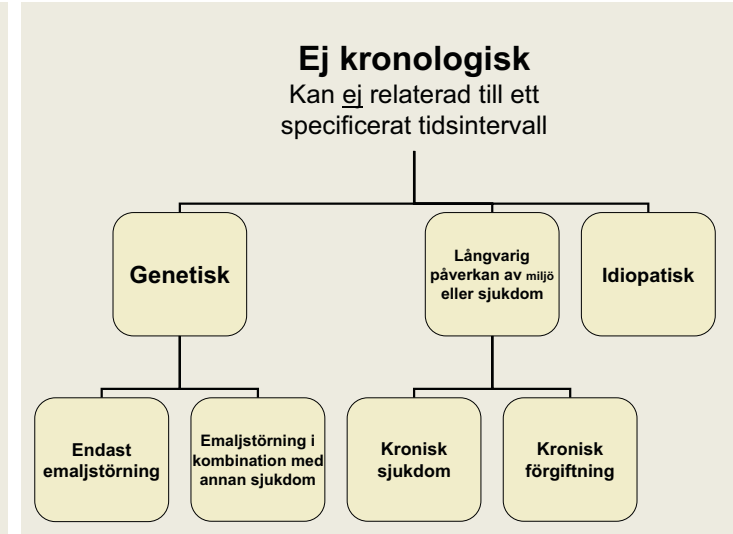 Ej kronologisk
Kan ej relaterad till ett
specificerat tidsintervall
Genetisk
Långvarig
påverkan av miljö
eller sjukdom
Idiopatisk
Endast
emaljstörning
Emaljstörning i
kombination med
annan sjukdom
Kronisk
sjukdom
Kronisk
förgiftning